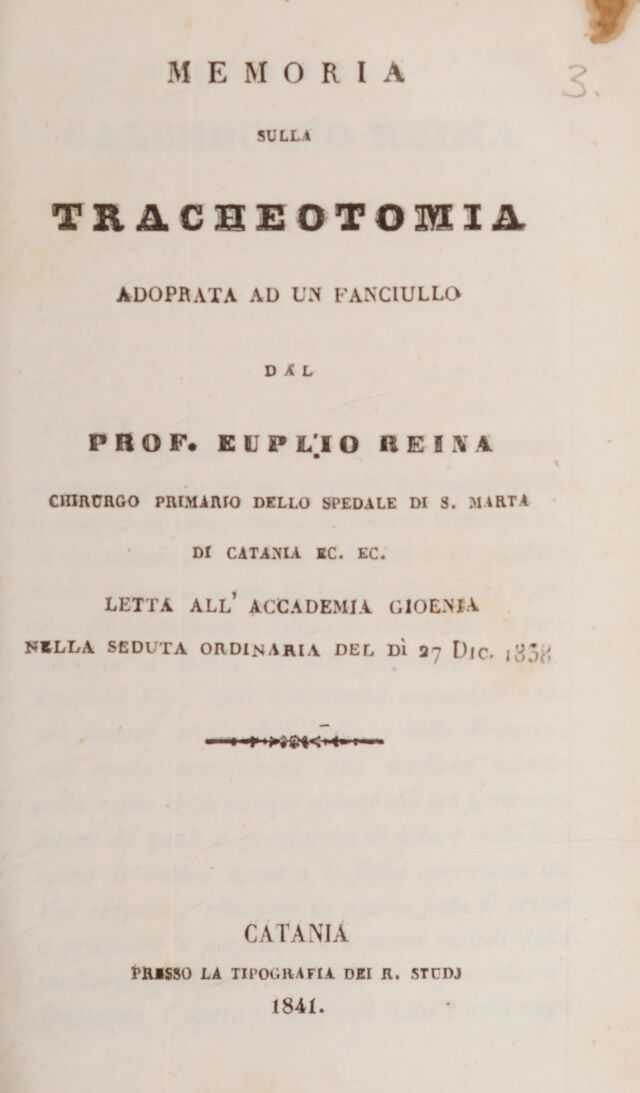 3.
MEMORIA
SULLA
TRACHEOTOMIA
ADOPRATA AD UN FANCIULLO
DAL
PROF. EUPLIO REINA
CHIRURGO PRIMARIO DELLO SPEDALE DI S. MARTA
DI CATANIA EC. EC.
LETTA ALL' ACCADEMIA GIOENIA
NELLA SEDUTA ORDINARIA DEL DÌ 27 DIC. 1838
CATANIA
PRESSO LA TIPOGRAFIA DEI R. STUDJ
1841.